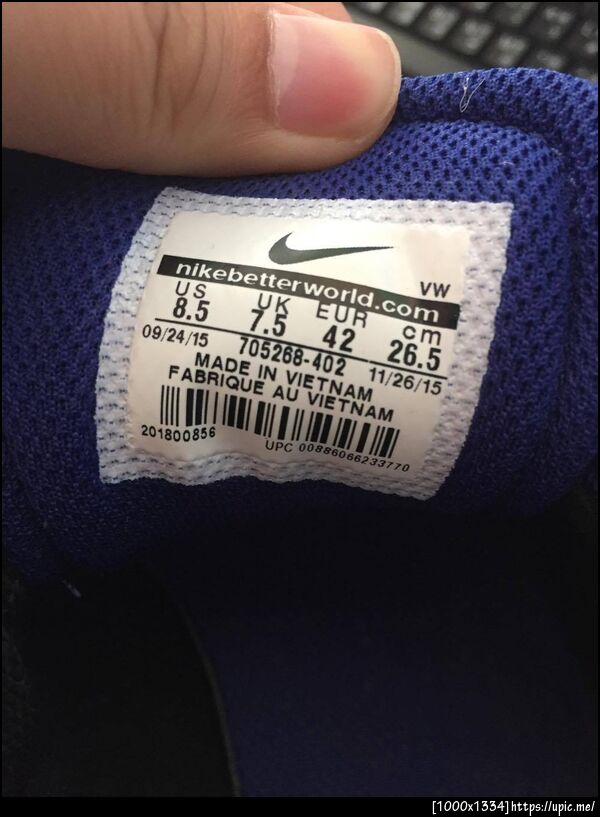 nikebetterworld.com VW
US UK EUR cm
8.5 7.5 42 26.5
09/24/15 705268-402 11/26/15
MADE IN VIETNAM
FABRIQUE AU VIETNAM
201800856 UPC 00886066233770
[1000x1334]https://upic.me/